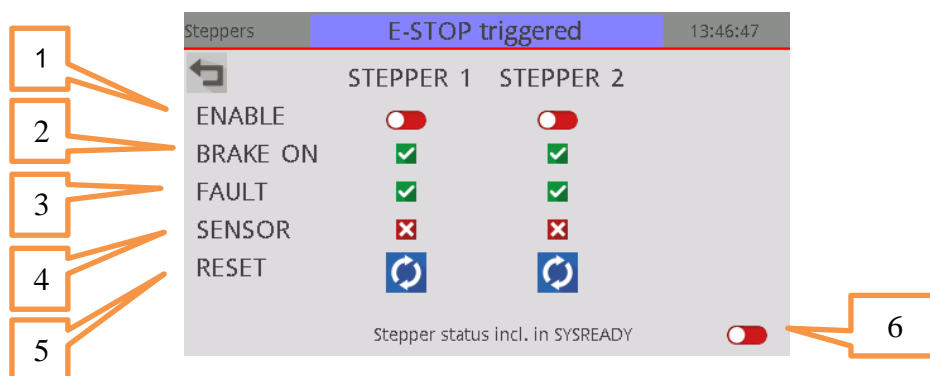 Steppers E-STOP triggered 13:46:47
1
STEPPER 1 STEPPER 2
ENABLE
2
BRAKE ON
3
FAULT
SENSOR
4
RESET
5
Stepper status incl. in SYSREADY
6